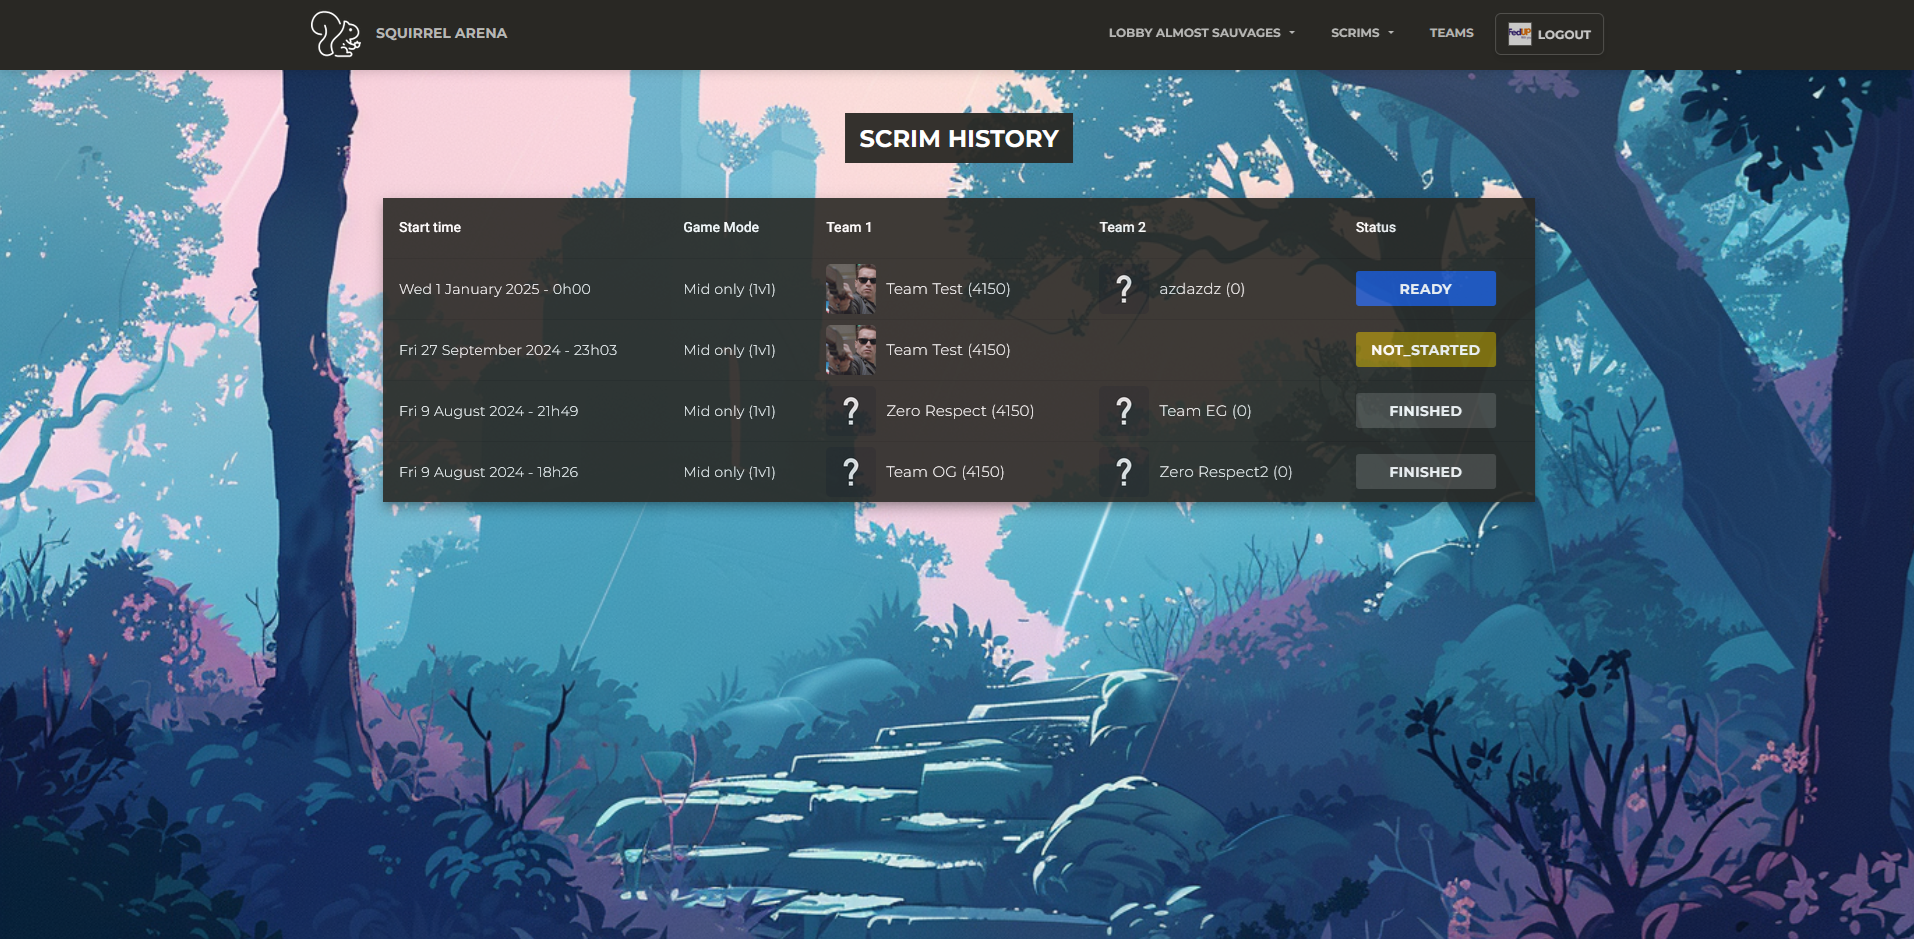 SQUIRREL ARENA
LOBBY ALMOST SAUVAGES
SCRIMS
TEAMS
FedUP
LOGOUT
SCRIM HISTORY
Start time Game Mode Team 1 Team 2 Status
Wed 1 January 2025 - 0h00 Mid only (1v1) Team Test (4150) ? azdazdz (0) READY
Fri 27 September 2024 - 23h03 Mid only (1v1) Team Test (4150) NOT_STARTED
Fri 9 August 2024 - 21h49 Mid only (1v1) ? Zero Respect (4150) ? Team EG (0) FINISHED
Fri 9 August 2024 - 18h26 Mid only (1v1) ? Team OG (4150) ? Zero Respect2 (0) FINISHED